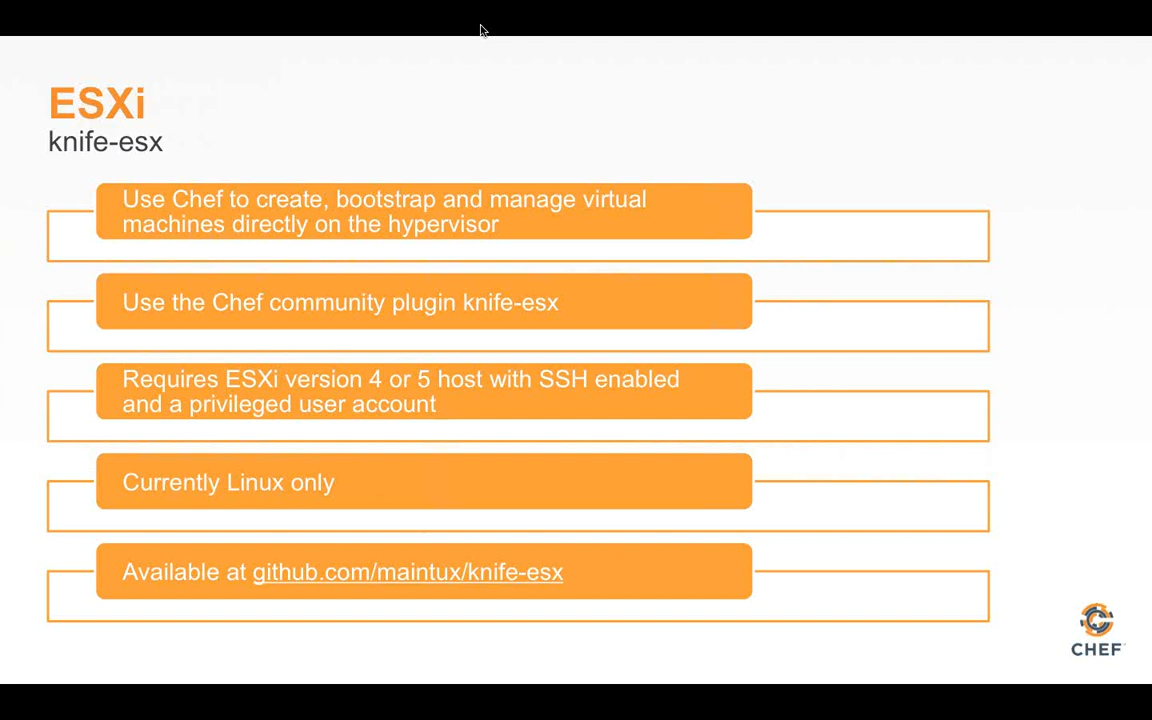 ESXi
knife-esx
Use Chef to create, bootstrap and manage virtual
machines directly on the hypervisor
Use the Chef community plugin knife-esx
Requires ESXi version 4 or 5 host with SSH enabled
and a privileged user account
Currently Linux only
Available at github.com/maintux/knife-esx
CHEF